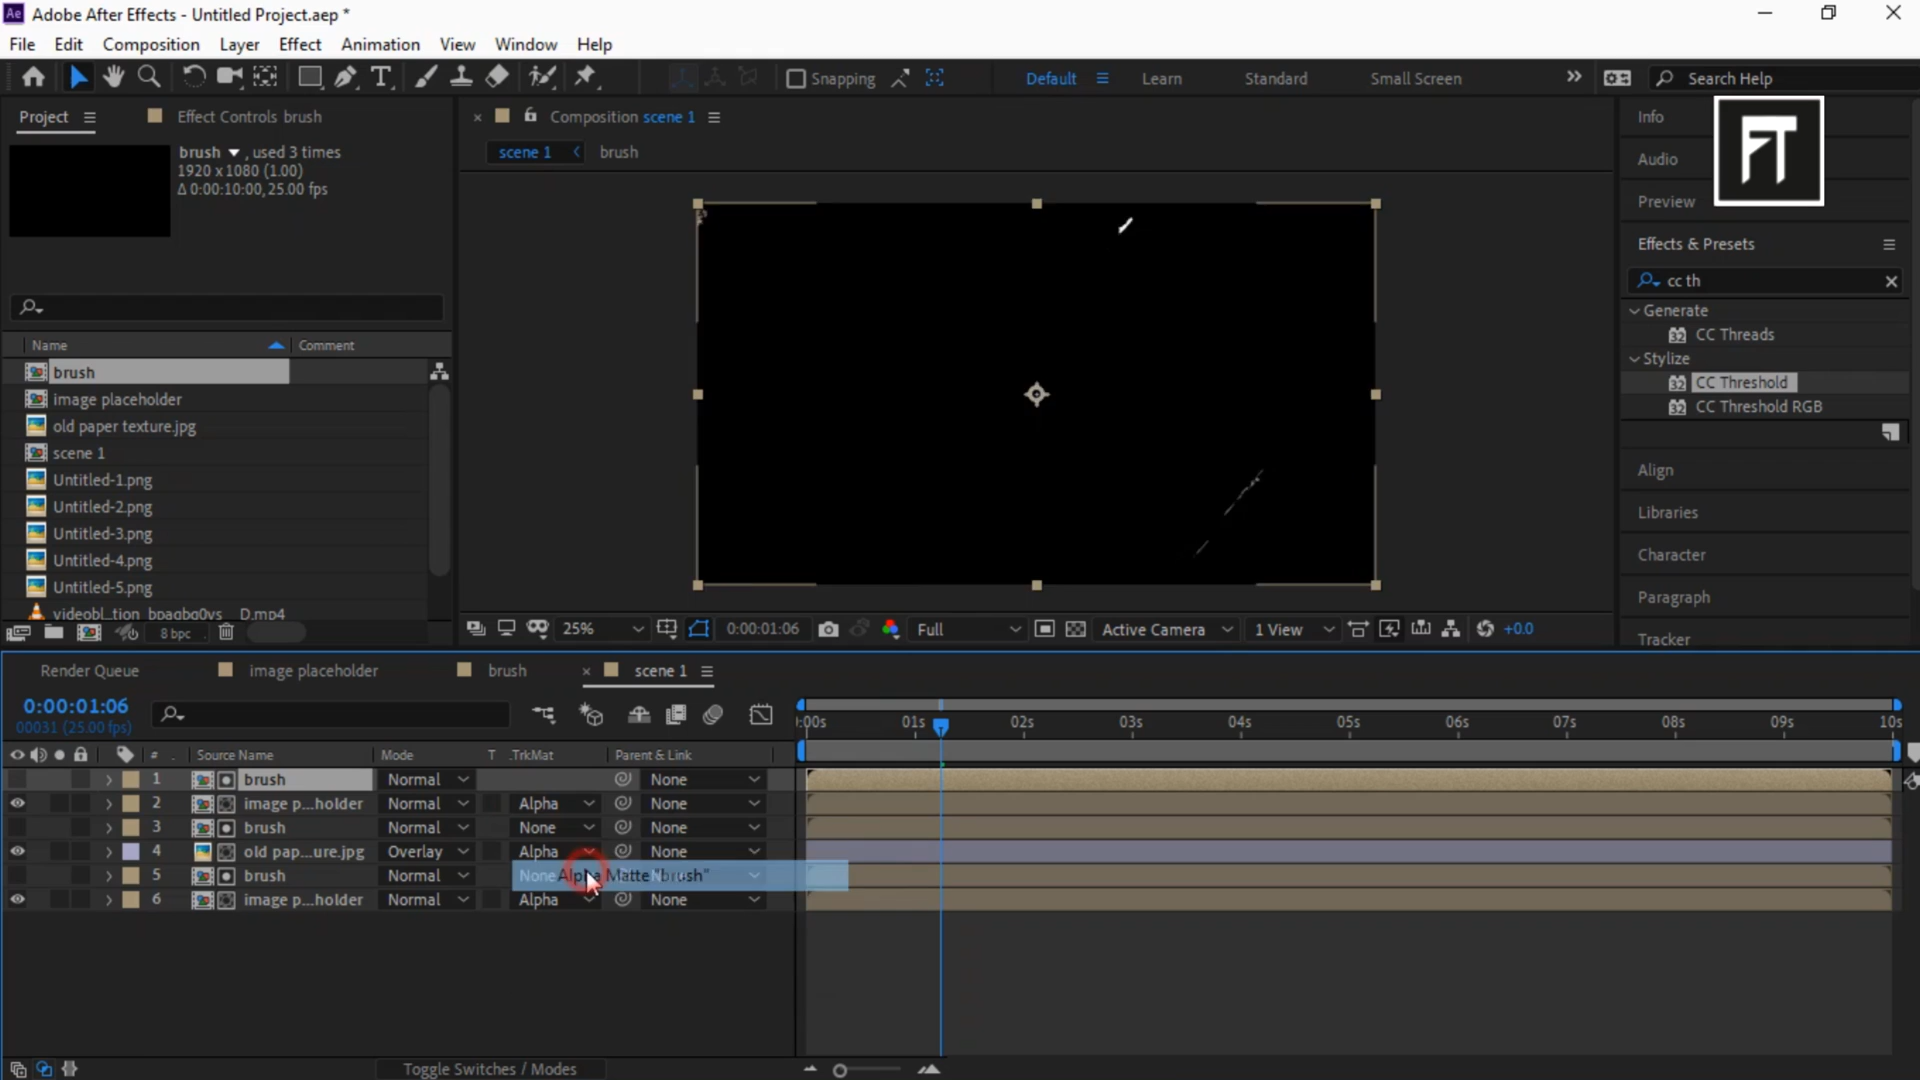 Ae Adobe After Effects - Untitled Project.aep *
File Edit Composition Layer Effect Animation View Window Help
Snapping Default Learn Standard Small Screen Search Help
Project Effect Controls brush
brush , used 3 times
1920 x 1080 (1.00)
Δ 0:00:10:00, 25.00 fps
Name Comment
brush
image placeholder
old paper texture.jpg
scene 1
Untitled-1.png
Untitled-2.png
Untitled-3.png
Untitled-4.png
Untitled-5.png
8 bpc
Composition scene 1
scene 1 brush
25% 0:00:01:06 Full Active Camera 1 View +0.0
FT
Info
Audio
Preview
Effects & Presets
cc th
Generate
32 CC Threads
Stylize
32 CC Threshold
32 CC Threshold RGB
Align
Libraries
Character
Paragraph
Tracker
Render Queue image placeholder brush scene 1
0:00:01:06
00031 (25.00 fps)
:00s 01s 02s 03s 04s 05s 06s 07s 08s 09s 10s
# Source Name Mode T .TrkMat Parent & Link
1 brush Normal None
2 image p...holder Normal Alpha None
3 brush Normal None None
4 old pap...ure.jpg Overlay Alpha None
5 brush Normal None Alpha Matte "brush"
6 image p...holder Normal Alpha None
Toggle Switches / Modes